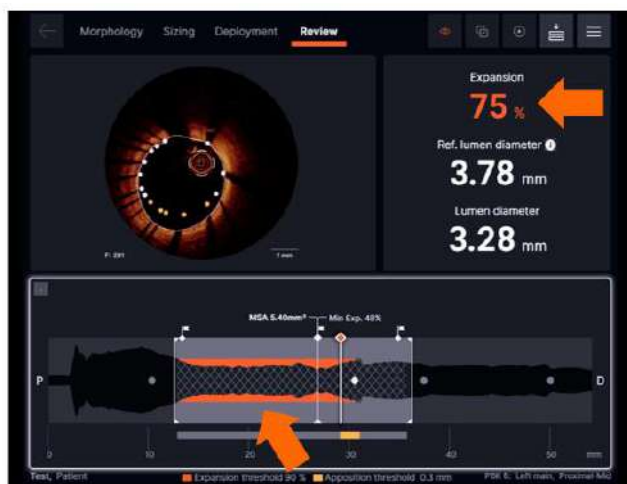 Morphology Sizing Deployment Review
Expansion
75 %
Ref. lumen diameter
3.78 mm
Lumen diameter
3.28 mm
F: 291
1 mm
MSA 5.40mm² Min Exp. 48%
P D
0 10 20 30 40 50 mm
Test, Patient Expansion threshold 90 % Apposition threshold 0.3 mm Left main, Proximal-Mid